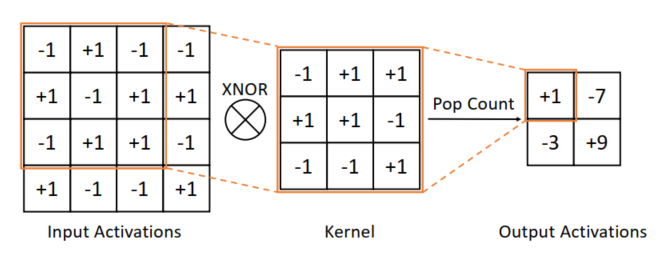 -1 +1 -1 -1
+1 -1 +1 +1
-1 +1 +1 -1
+1 -1 -1 +1
Input Activations
XNOR
-1 +1 +1
+1 +1 -1
-1 -1 +1
Kernel
Pop Count
+1 -7
-3 +9
Output Activations